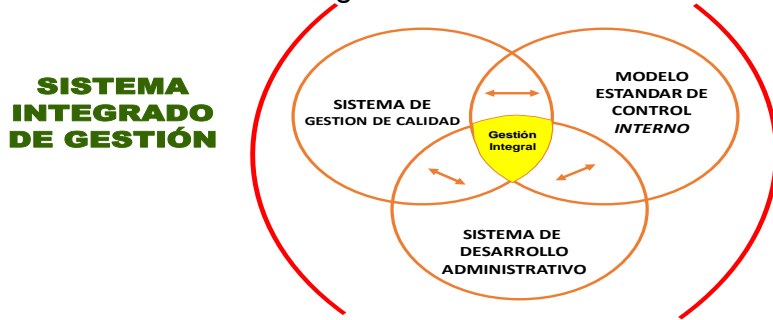 SISTEMA
INTEGRADO
DE GESTIÓN
SISTEMA DE
GESTION DE CALIDAD
MODELO
ESTANDAR DE
CONTROL
INTERNO
Gestión
Integral
SISTEMA DE
DESARROLLO
ADMINISTRATIVO